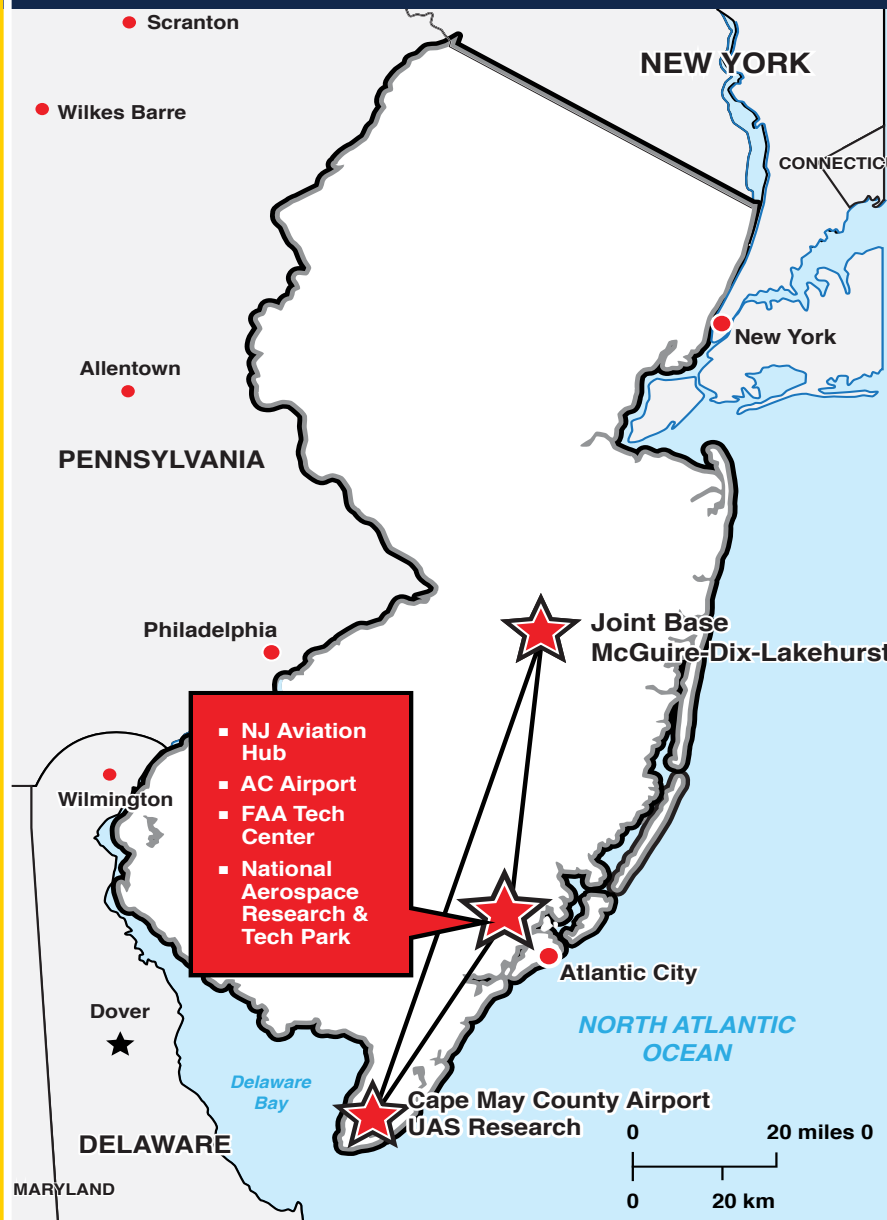 Scranton
NEW YORK
Wilkes Barre
CONNECTIC
New York
Allentown
PENNSYLVANIA
Philadelphia
Joint Base
McGuire-Dix-Lakehurst
▪ NJ Aviation
Hub
▪ AC Airport
▪ FAA Tech
Center
▪ National
Aerospace
Research &
Tech Park
Wilmington
Atlantic City
Dover
NORTH ATLANTIC
OCEAN
Delaware
Bay
Cape May County Airport
UAS Research
DELAWARE
MARYLAND
0 20 miles 0
0 20 km